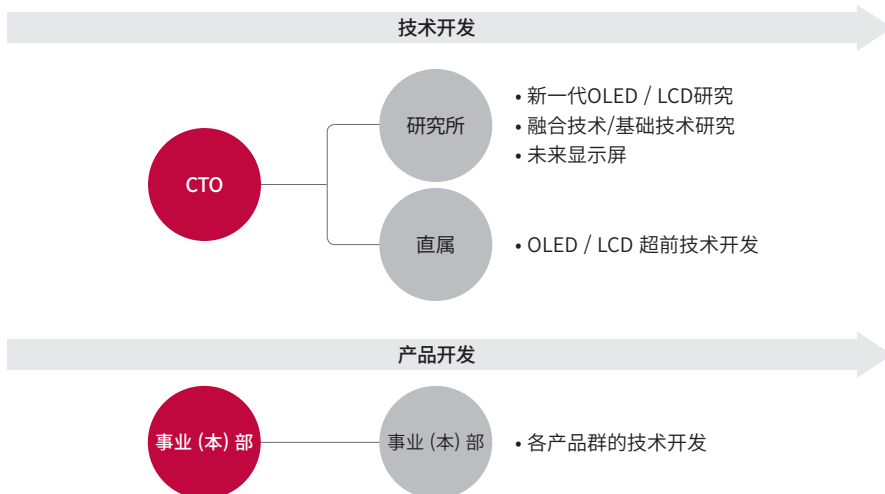 技术开发
CTO
研究所
• 新一代OLED / LCD研究
• 融合技术/基础技术研究
• 未来显示屏
直属
• OLED / LCD 超前技术开发
产品开发
事业 (本) 部
事业 (本) 部
• 各产品群的技术开发